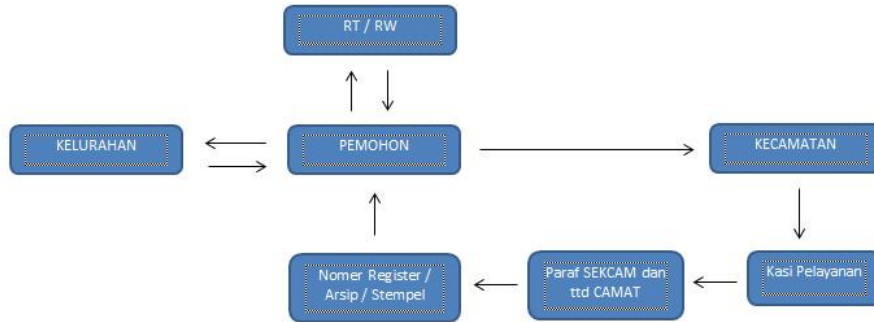 RT / RW
KELURAHAN
PEMOHON
KECAMATAN
Nomer Register /
Arsip / Stempel
Paraf SEKCAM dan
ttd CAMAT
Kasi Pelayanan